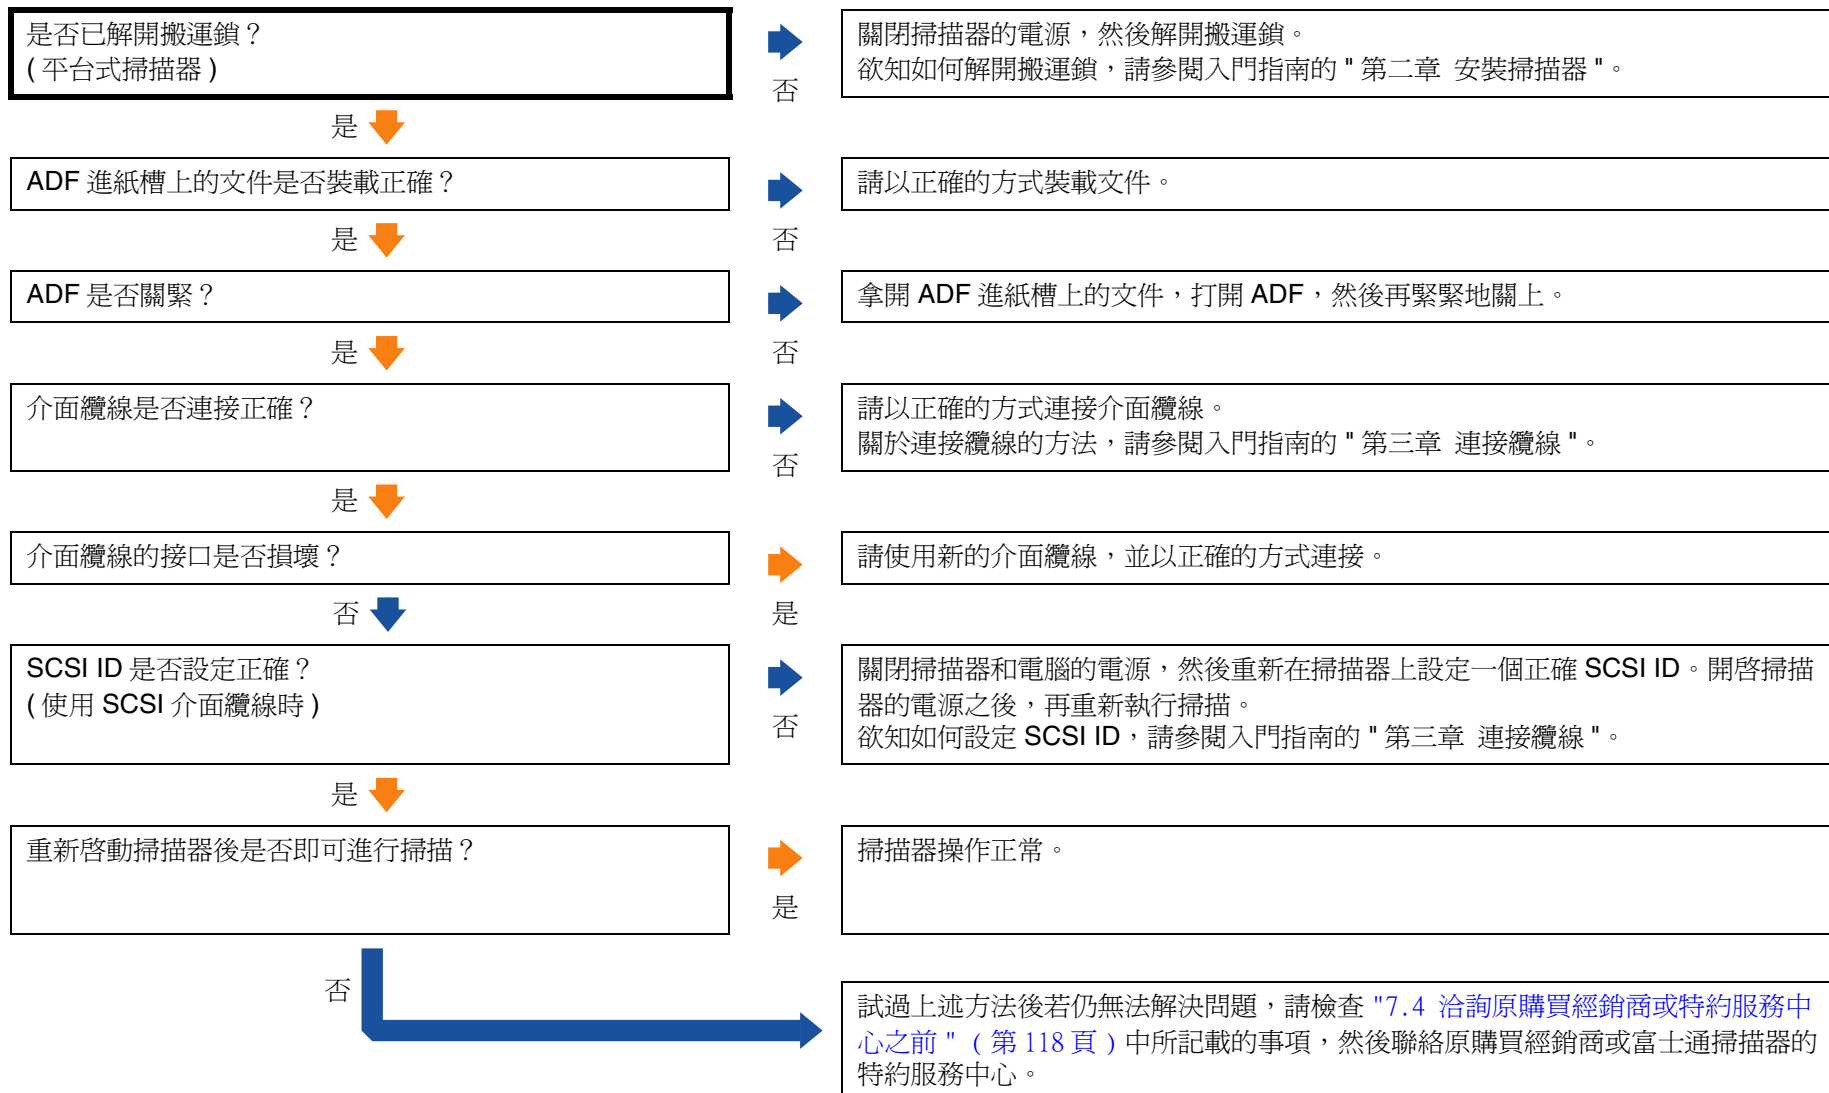 是否已解開搬運鎖？
( 平台式掃描器 )
否
關閉掃描器的電源，然後解開搬運鎖。
欲知如何解開搬運鎖，請參閱入門指南的 " 第二章 安裝掃描器 "。
是
ADF 進紙槽上的文件是否裝載正確？
否
請以正確的方式裝載文件。
是
ADF 是否關緊？
否
拿開 ADF 進紙槽上的文件，打開 ADF，然後再緊緊地關上。
是
介面纜線是否連接正確？
否
請以正確的方式連接介面纜線。
關於連接纜線的方法，請參閱入門指南的 " 第三章 連接纜線 "。
是
介面纜線的接口是否損壞？
是
請使用新的介面纜線，並以正確的方式連接。
否
SCSI ID 是否設定正確？
( 使用 SCSI 介面纜線時 )
否
關閉掃描器和電腦的電源，然後重新在掃描器上設定一個正確 SCSI ID。開啓掃描
器的電源之後，再重新執行掃描。
欲知如何設定 SCSI ID，請參閱入門指南的 " 第三章 連接纜線 "。
是
重新啓動掃描器後是否即可進行掃描？
是
掃描器操作正常。
否
試過上述方法後若仍無法解決問題，請檢查 "7.4 洽詢原購買經銷商或特約服務中
心之前 " ( 第 118 頁 ) 中所記載的事項，然後聯絡原購買經銷商或富士通掃描器的
特約服務中心。